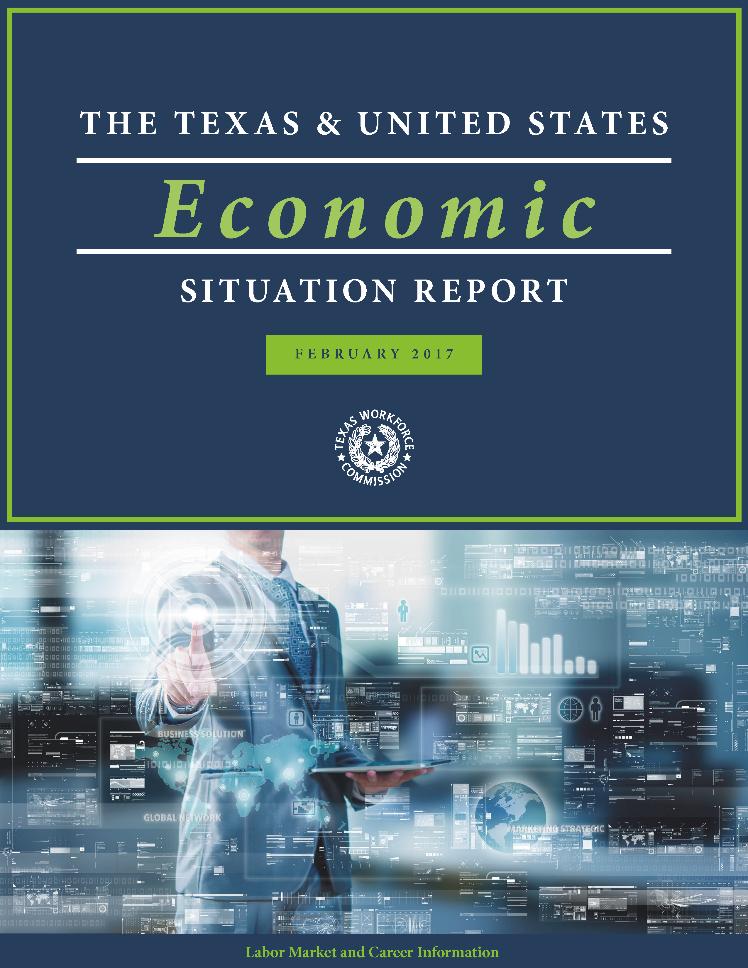 THE TEXAS & UNITED STATES
Economic
SITUATION REPORT
FEBRUARY 2017
TEXAS WORKFORCE
COMMISSION
BUSINESS SOLUTION
GLOBAL NETWORK
MARKETING STRATEGIC
Labor Market and Career Information